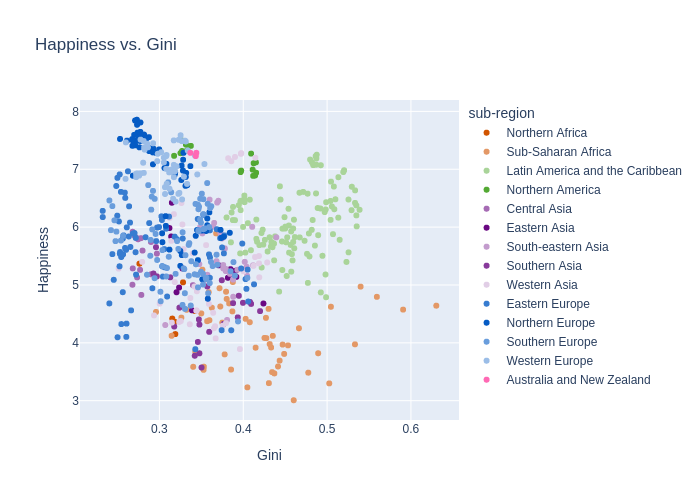 Happiness vs. Gini
8
7
6
5
4
3
Happiness
0.3
0.4
0.5
0.6
Gini
sub-region
Northern Africa
Sub-Saharan Africa
Latin America and the Caribbean
Northern America
Central Asia
Eastern Asia
South-eastern Asia
Southern Asia
Western Asia
Eastern Europe
Northern Europe
Southern Europe
Western Europe
Australia and New Zealand